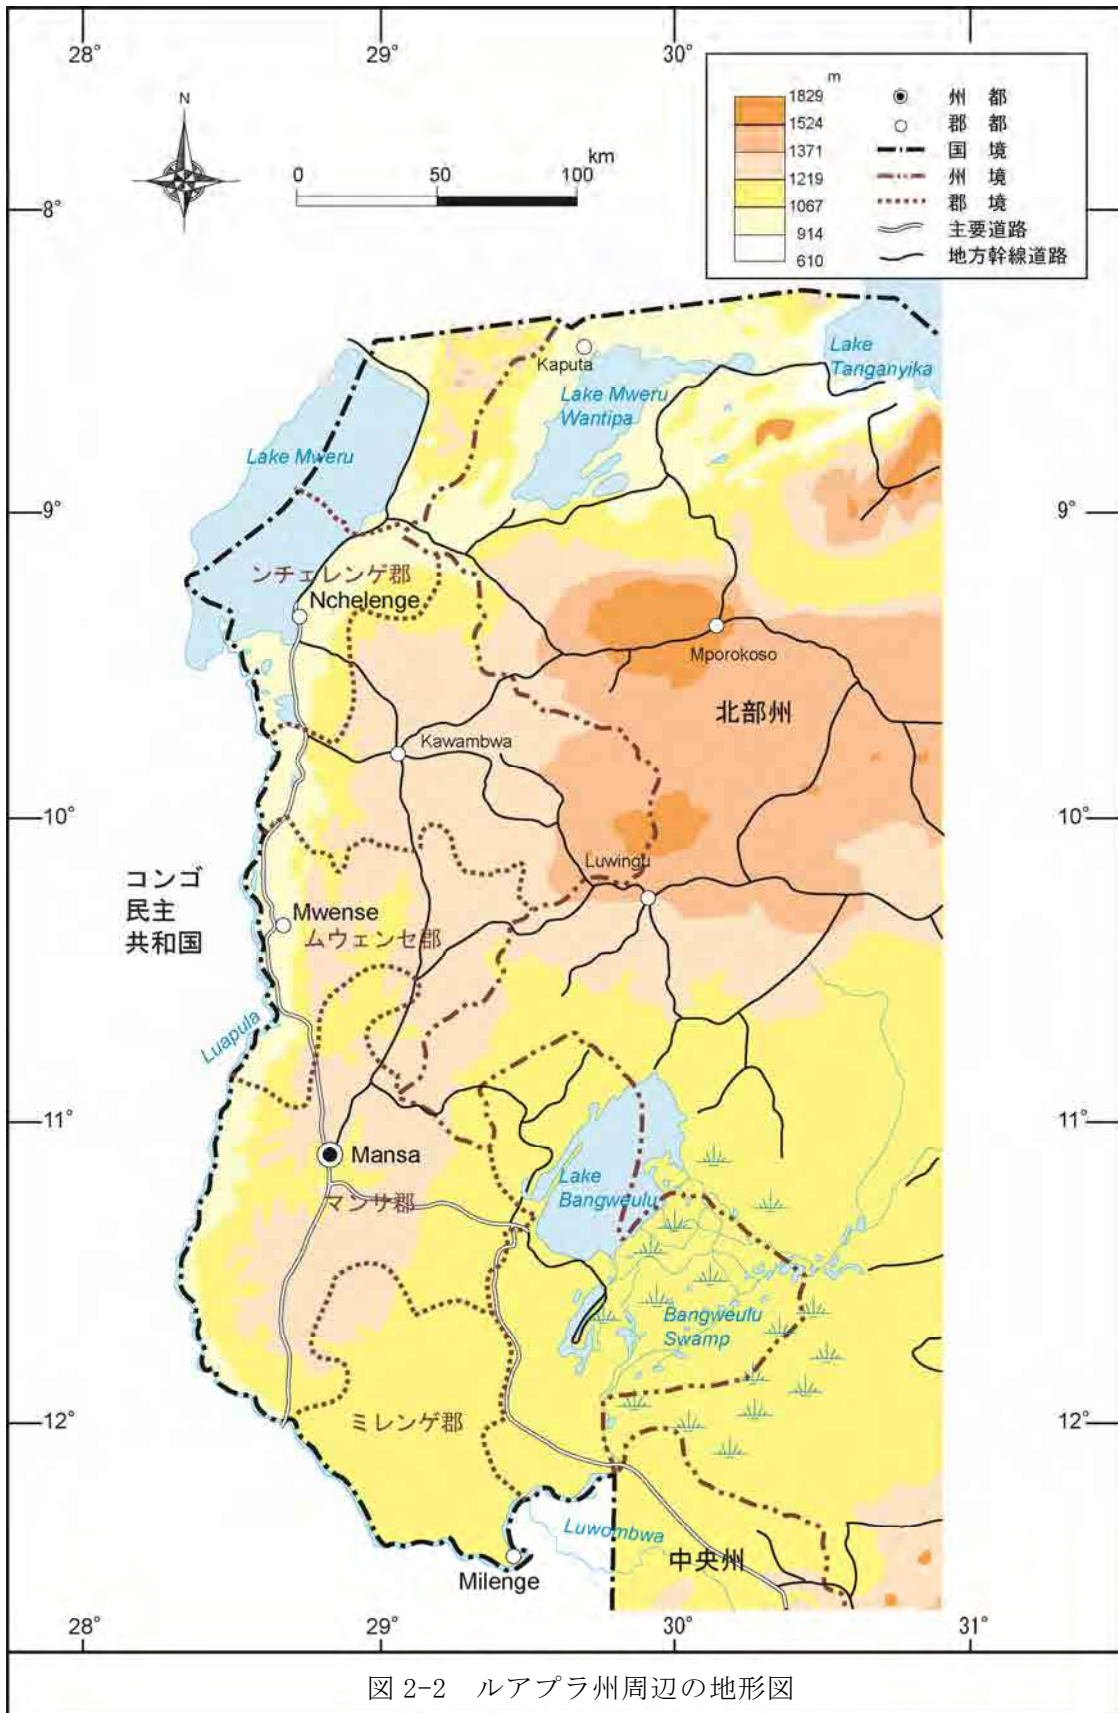 28°
29°
30°
N
0
50
100
km
m
1829
1524
1371
1219
1067
914
610
州 都
郡 都
国 境
州 境
郡 境
主要道路
地方幹線道路
8°
Kaputa
Lake Mweru
Wantipa
Lake
Tanganyika
Lake Mweru
9°
9°
ンチェレンゲ郡
Nchelenge
Mporokoso
北部州
Kawambwa
10°
10°
Luwingu
コンゴ
民主
共和国
Mwense
ムウェンセ郡
Luapula
11°
11°
Mansa
マンサ郡
Lake
Bangweulu
Bangweulu
Swamp
12°
12°
ミレンゲ郡
Luwombwa
中央州
Milenge
28°
29°
30°
31°
図 2-2 ルアプラ州周辺の地形図